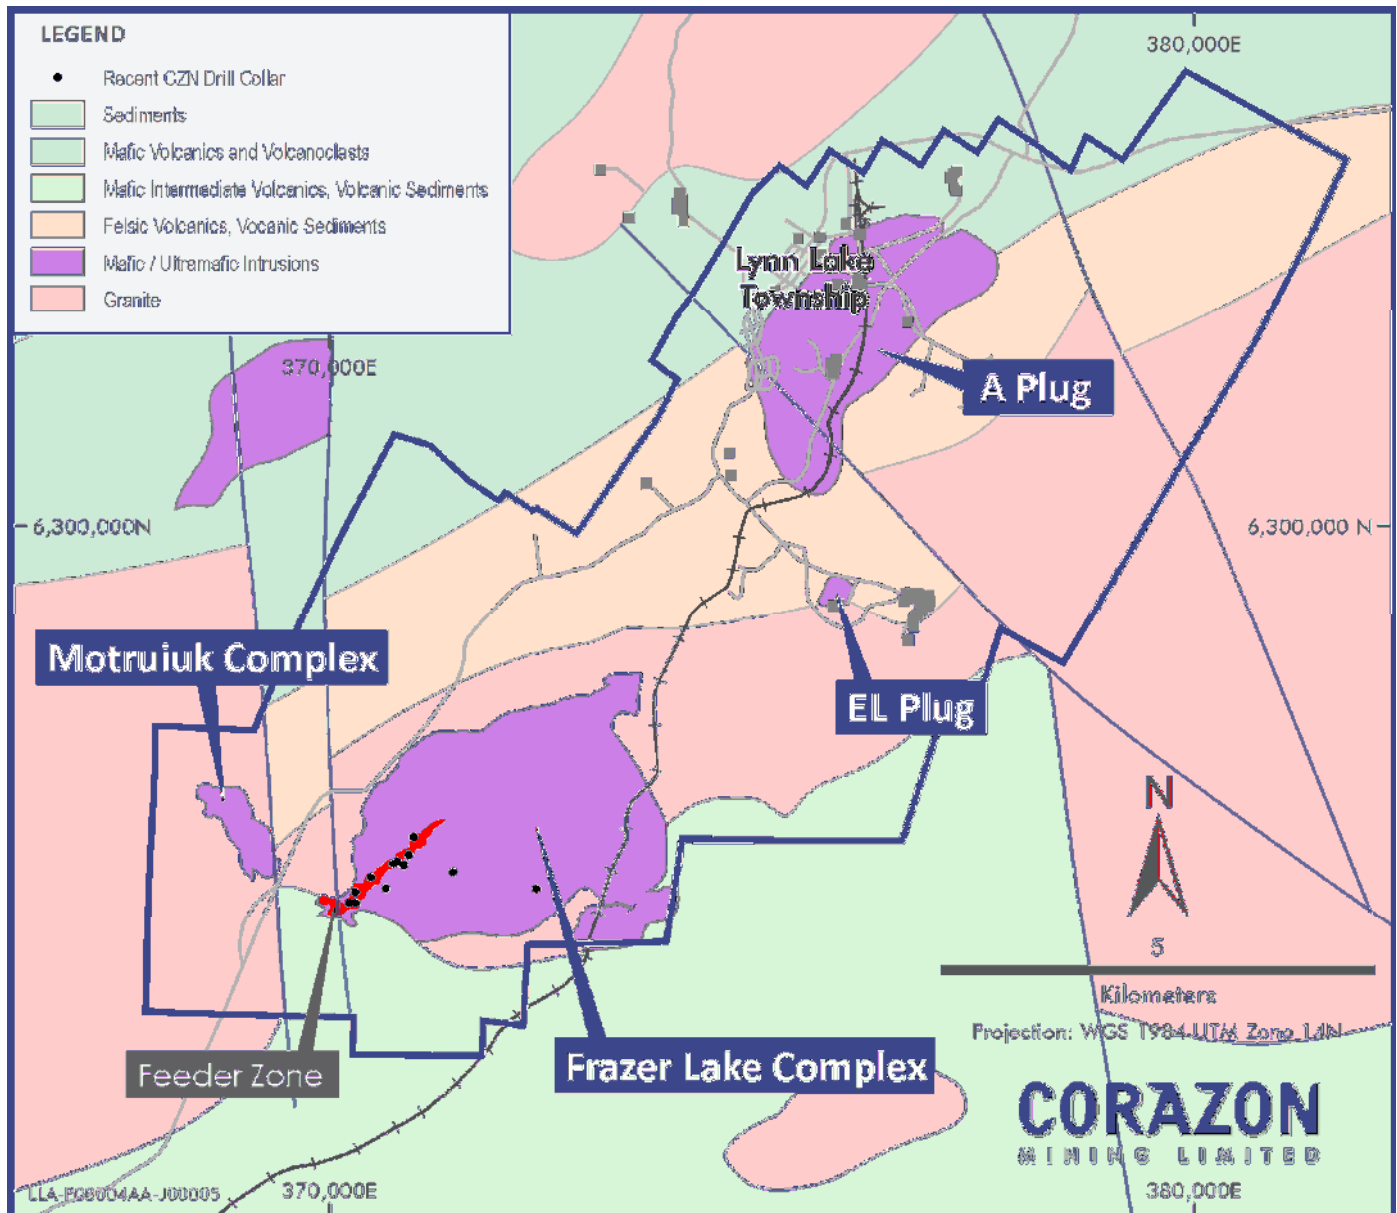 LEGEND
Recent CZN Drill Collar
Sediments
Mafic Volcanics and Volcanoclasts
Mafic Intermediate Volcanics, Volcanic Sediments
Felsic Volcanics, Vocanic Sediments
Mafic / Ultramafic Intrusions
Granite
380,000E
370,000E
Lynn Lake
Township
A Plug
6,300,000N
6,300,000 N
Motruiuk Complex
EL Plug
N
5
Kilometers
Projection: WGS 1984 UTM Zone 14N
Feeder Zone
Frazer Lake Complex
CORAZON
MINING LIMITED
370,000E
380,000E